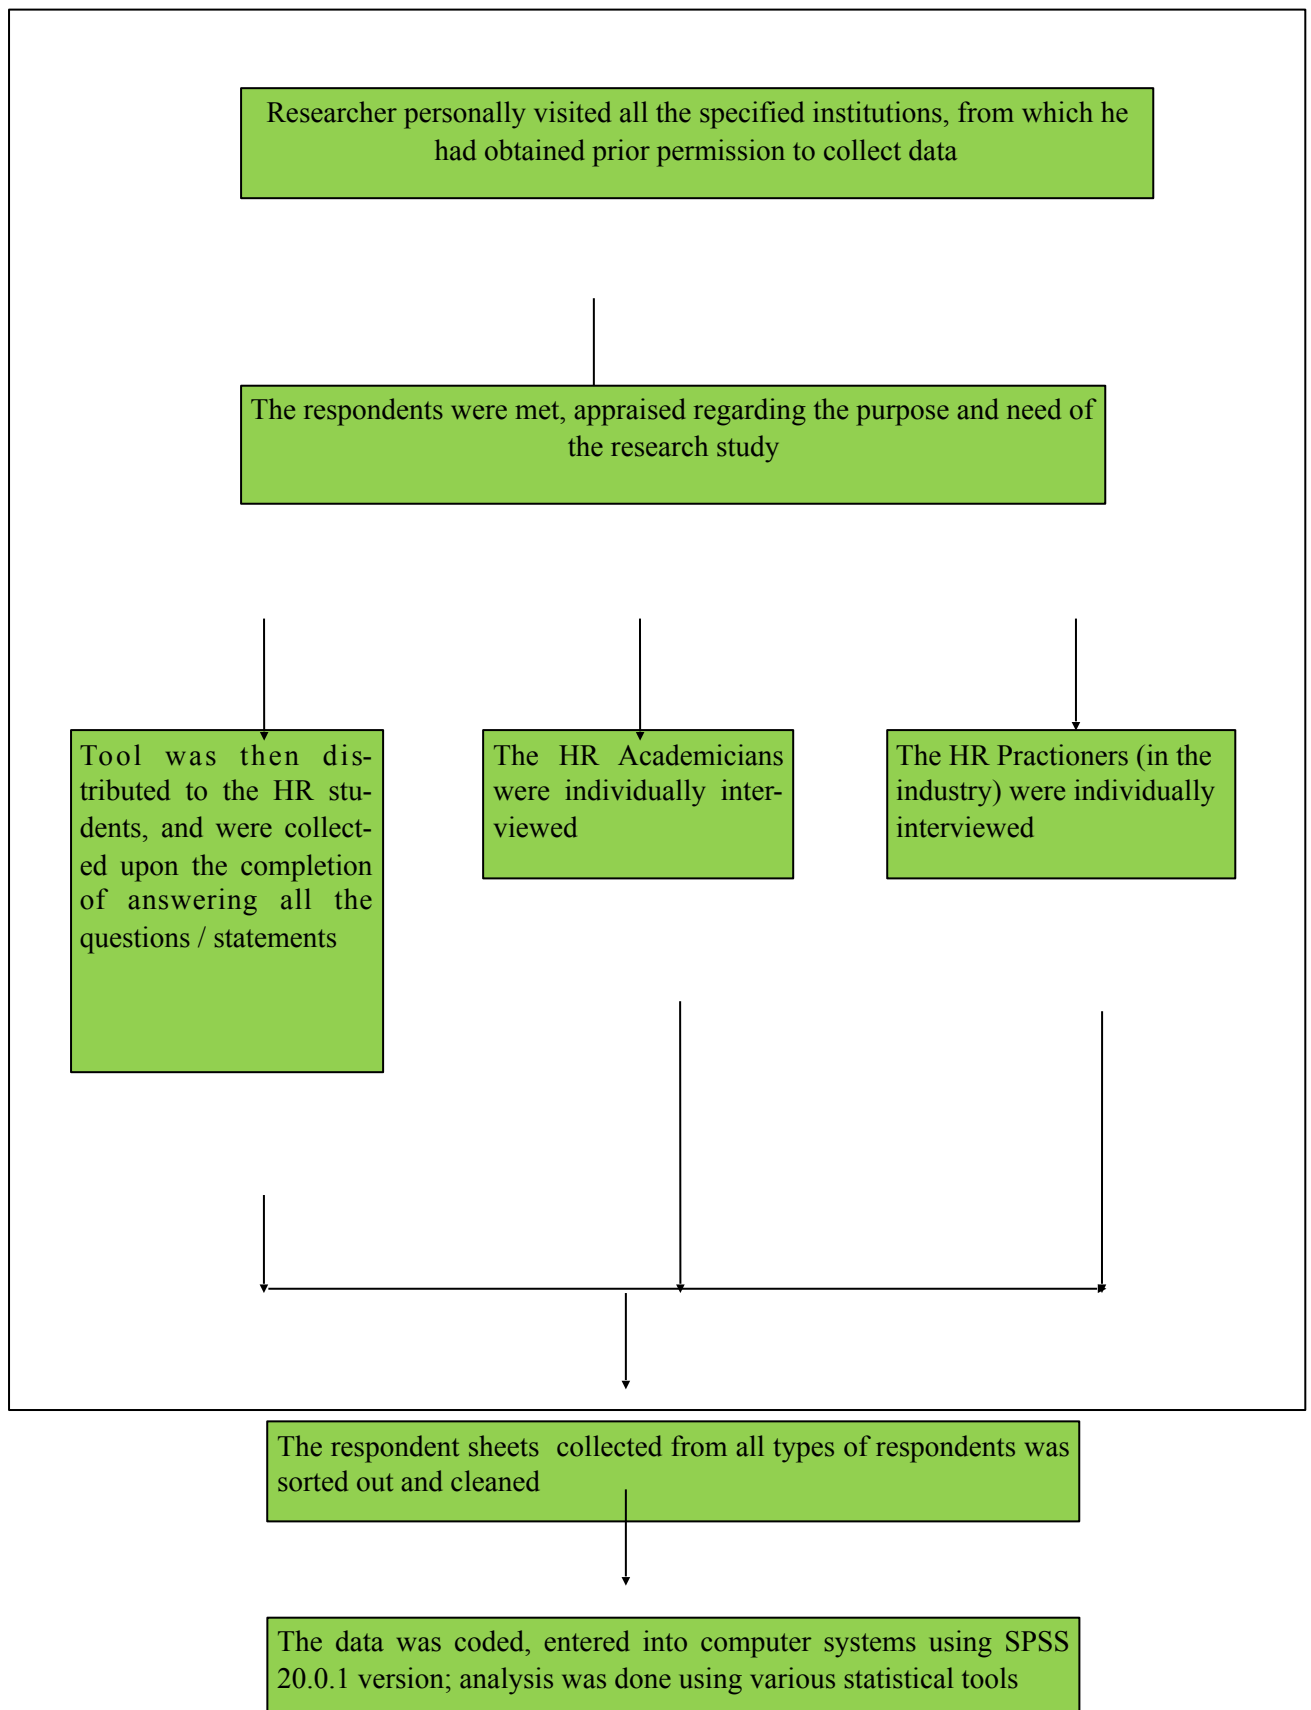 Researcher personally visited all the specified institutions, from which he
had obtained prior permission to collect data
The respondents were met, appraised regarding the purpose and need of
the research study
Tool was then dis-
tributed to the HR stu-
dents, and were collect-
ed upon the completion
of answering all the
questions / statements
The HR Academicians
were individually inter-
viewed
The HR Practioners (in the
industry) were individually
interviewed
The respondent sheets  collected from all types of respondents was
sorted out and cleaned
The data was coded, entered into computer systems using SPSS
20.0.1 version; analysis was done using various statistical tools